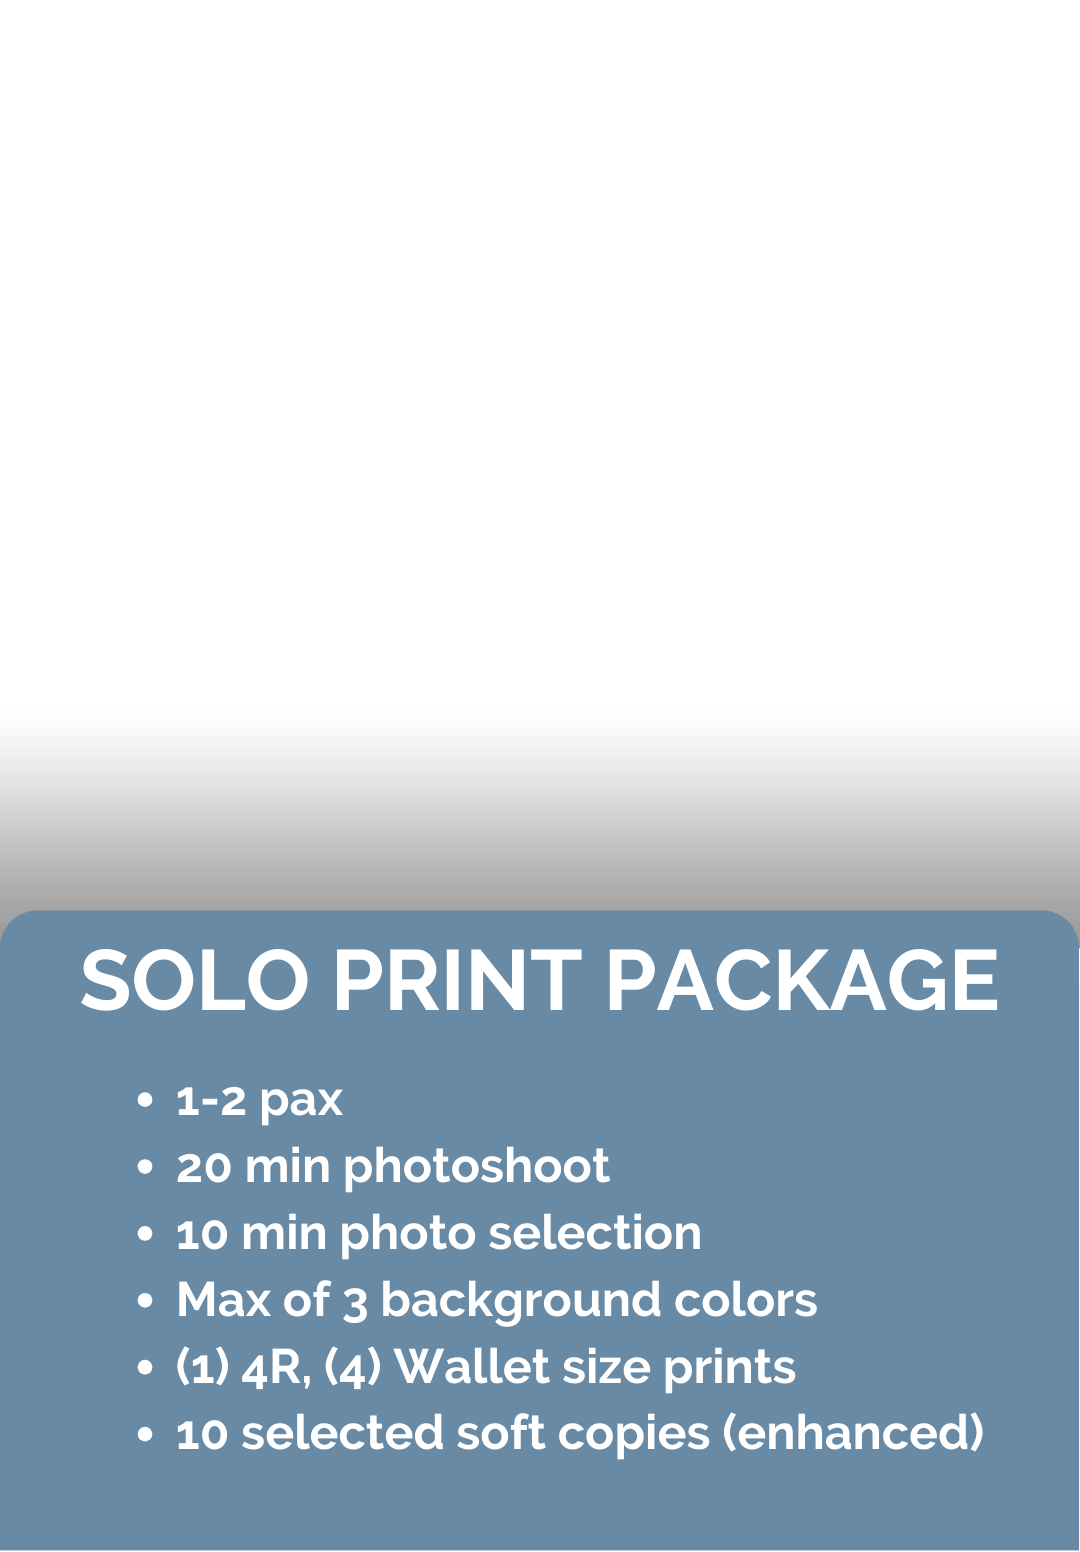 SOLO PRINT PACKAGE
• 1-2 pax
• 20 min photoshoot
• 10 min photo selection
• Max of 3 background colors
• (1) 4R, (4) Wallet size prints
• 10 selected soft copies (enhanced)